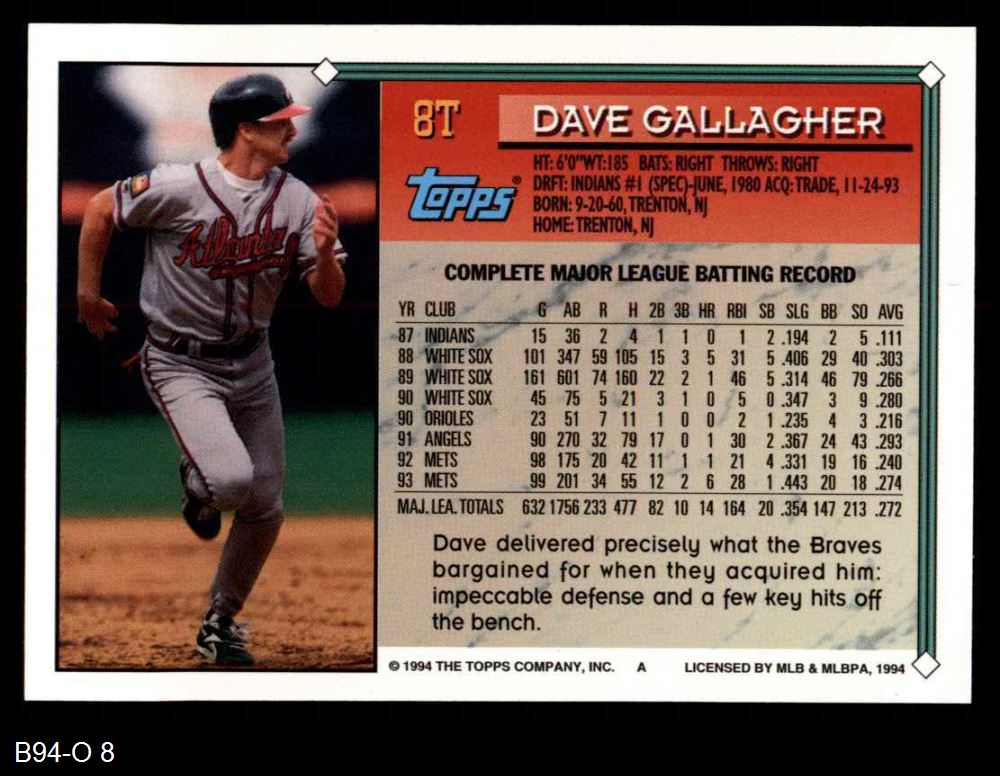 8T
DAVE GALLAGHER
Topps®
HT: 6'0" WT: 185 BATS: RIGHT THROWS: RIGHT
DRFT: INDIANS #1 (SPEC)-JUNE, 1980 ACQ: TRADE, 11-24-93
BORN: 9-20-60, TRENTON, NJ
HOME: TRENTON, NJ
Atlanta
COMPLETE MAJOR LEAGUE BATTING RECORD
YR CLUB G AB R H 2B 3B HR RBI SB SLG BB SO AVG
87 INDIANS 15 36 2 4 1 1 0 1 2 .194 2 5 .111
88 WHITE SOX 101 347 59 105 15 3 5 31 5 .406 29 40 .303
89 WHITE SOX 161 601 74 160 22 2 1 46 5 .314 46 79 .266
90 WHITE SOX 45 75 5 21 3 1 0 5 0 .347 3 9 .280
90 ORIOLES 23 51 7 11 1 0 0 2 1 .235 4 3 .216
91 ANGELS 90 270 32 79 17 0 1 30 2 .367 24 43 .293
92 METS 98 175 20 42 11 1 1 21 4 .331 19 16 .240
93 METS 99 201 34 55 12 2 6 28 1 .443 20 18 .274
MAJ. LEA. TOTALS 632 1756 233 477 82 10 14 164 20 .354 147 213 .272
Dave delivered precisely what the Braves
bargained for when they acquired him:
impeccable defense and a few key hits off
the bench.
© 1994 THE TOPPS COMPANY, INC. A LICENSED BY MLB & MLBPA, 1994
B94-O 8